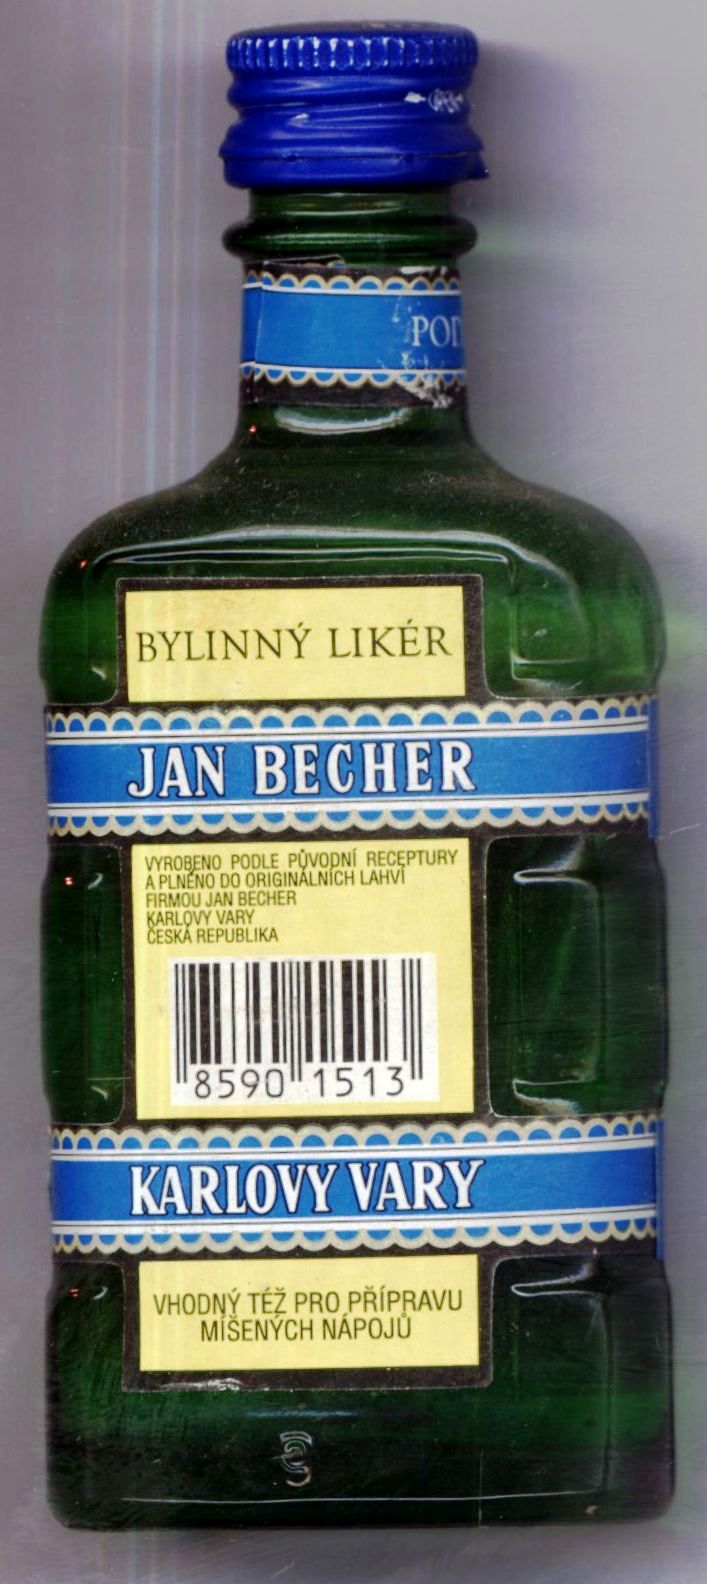 BYLINNÝ LIKÉR
JAN BECHER
VYROBENO PODLE PŮVODNÍ RECEPTURY
A PLNĚNO DO ORIGINÁLNÍCH LAHVÍ
FIRMOU JAN BECHER
KARLOVY VARY
ČESKÁ REPUBLIKA
8590 1513
KARLOVY VARY
VHODNÝ TÉŽ PRO PŘÍPRAVU
MÍŠENÝCH NÁPOJŮ